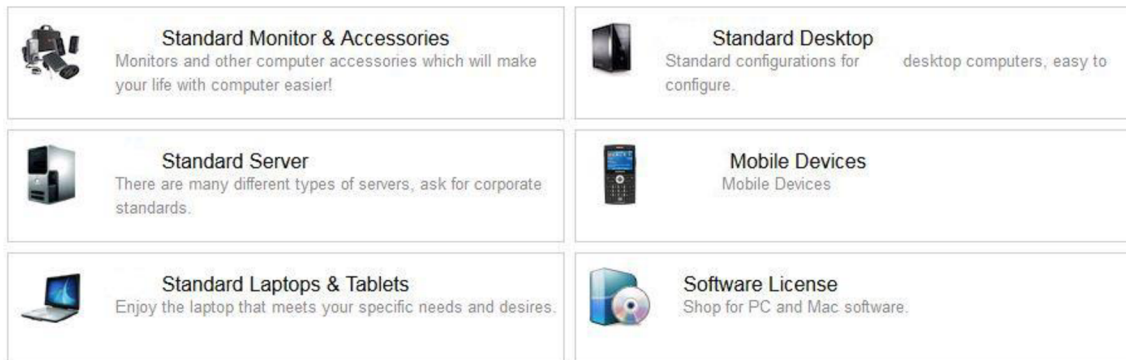 Standard Monitor & Accessories
Monitors and other computer accessories which will make
your life with computer easier!
Standard Desktop
Standard configurations for desktop computers, easy to
configure.
Standard Server
There are many different types of servers, ask for corporate
standards.
Mobile Devices
Mobile Devices
Standard Laptops & Tablets
Enjoy the laptop that meets your specific needs and desires.
Software License
Shop for PC and Mac software.